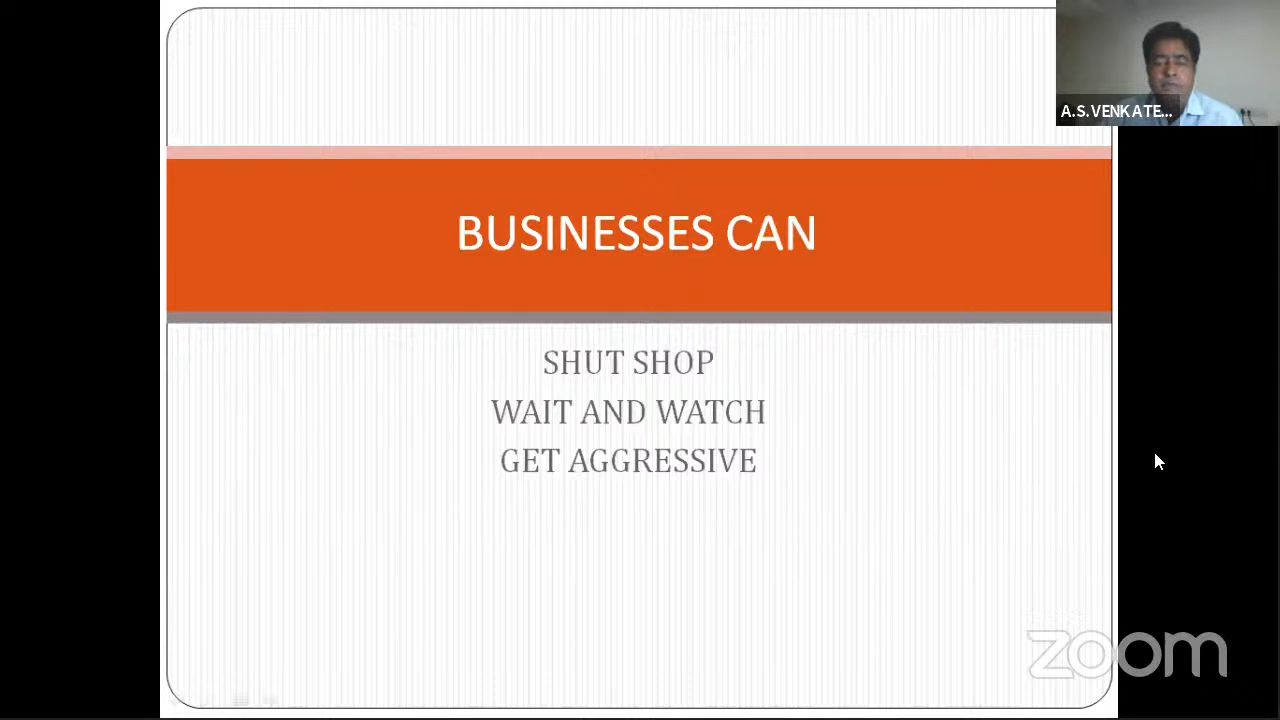 A.S.VENKATE...
BUSINESSES CAN
SHUT SHOP
WAIT AND WATCH
GET AGGRESSIVE
zoom